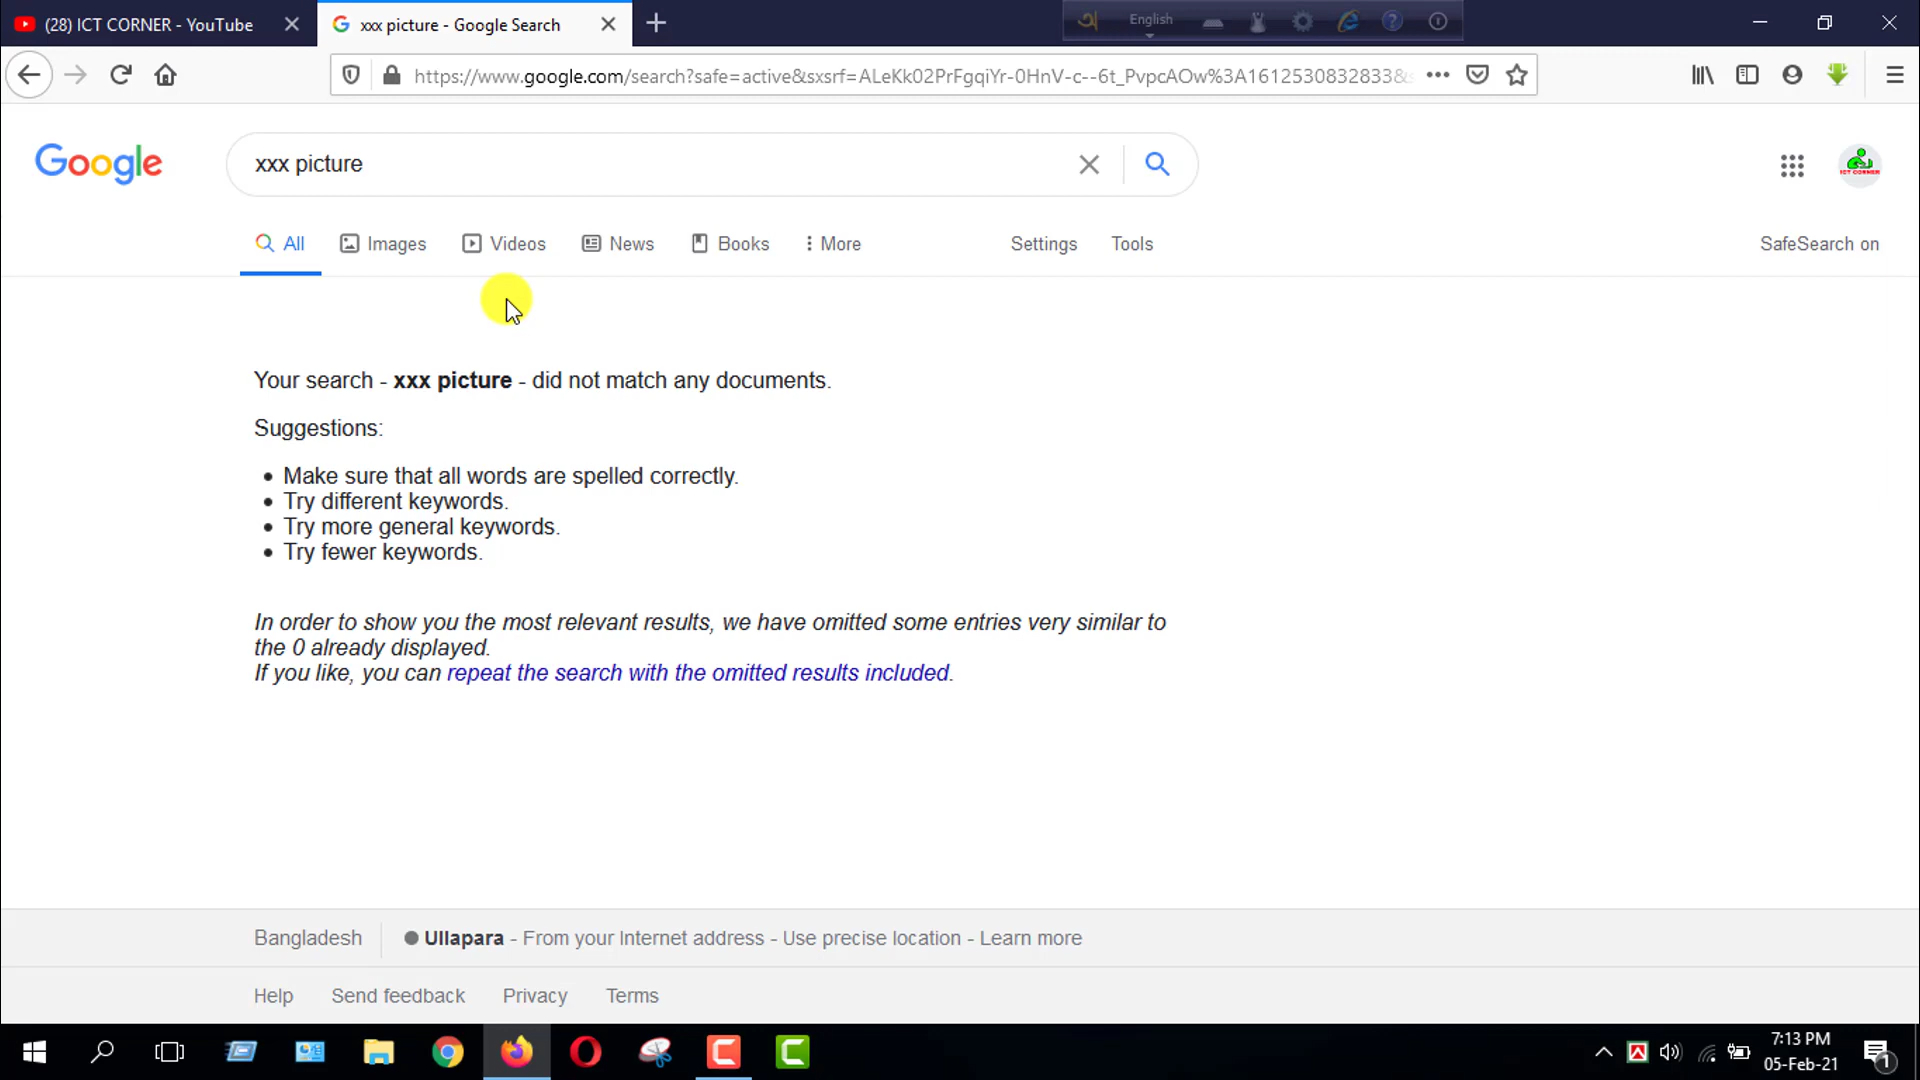 (28) ICT CORNER - YouTube
xxx picture - Google Search
English
https://www.google.com/search?safe=active&sxsrf=ALeKk02PrFgqiYr-0HnV-c--6t_PvpcAOw%3A1612530832833&
Google
xxx picture
ICT CORNER
All
Images
Videos
News
Books
More
Settings
Tools
SafeSearch on
Your search - xxx picture - did not match any documents.
Suggestions:
Make sure that all words are spelled correctly.
Try different keywords.
Try more general keywords.
Try fewer keywords.
In order to show you the most relevant results, we have omitted some entries very similar to
the 0 already displayed.
If you like, you can repeat the search with the omitted results included.
Bangladesh
Ullapara - From your Internet address - Use precise location - Learn more
Help
Send feedback
Privacy
Terms
7:13 PM
05-Feb-21
1